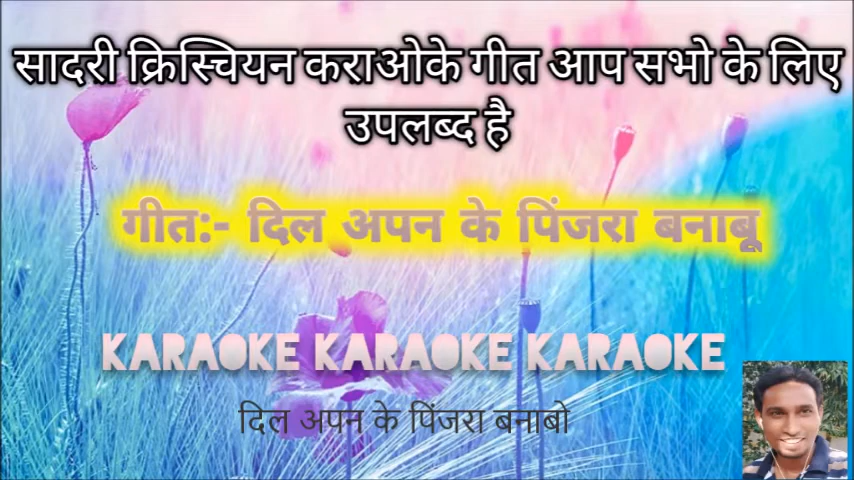 सादरी क्रिस्चियन कराओके गीत आप सभो के लिए
उपलब्द है
गीत:- दिल अपन के पिंजरा बनाबू
KARAOKE KARAOKE KARAOKE
दिल अपन के पिंजरा बनाबो